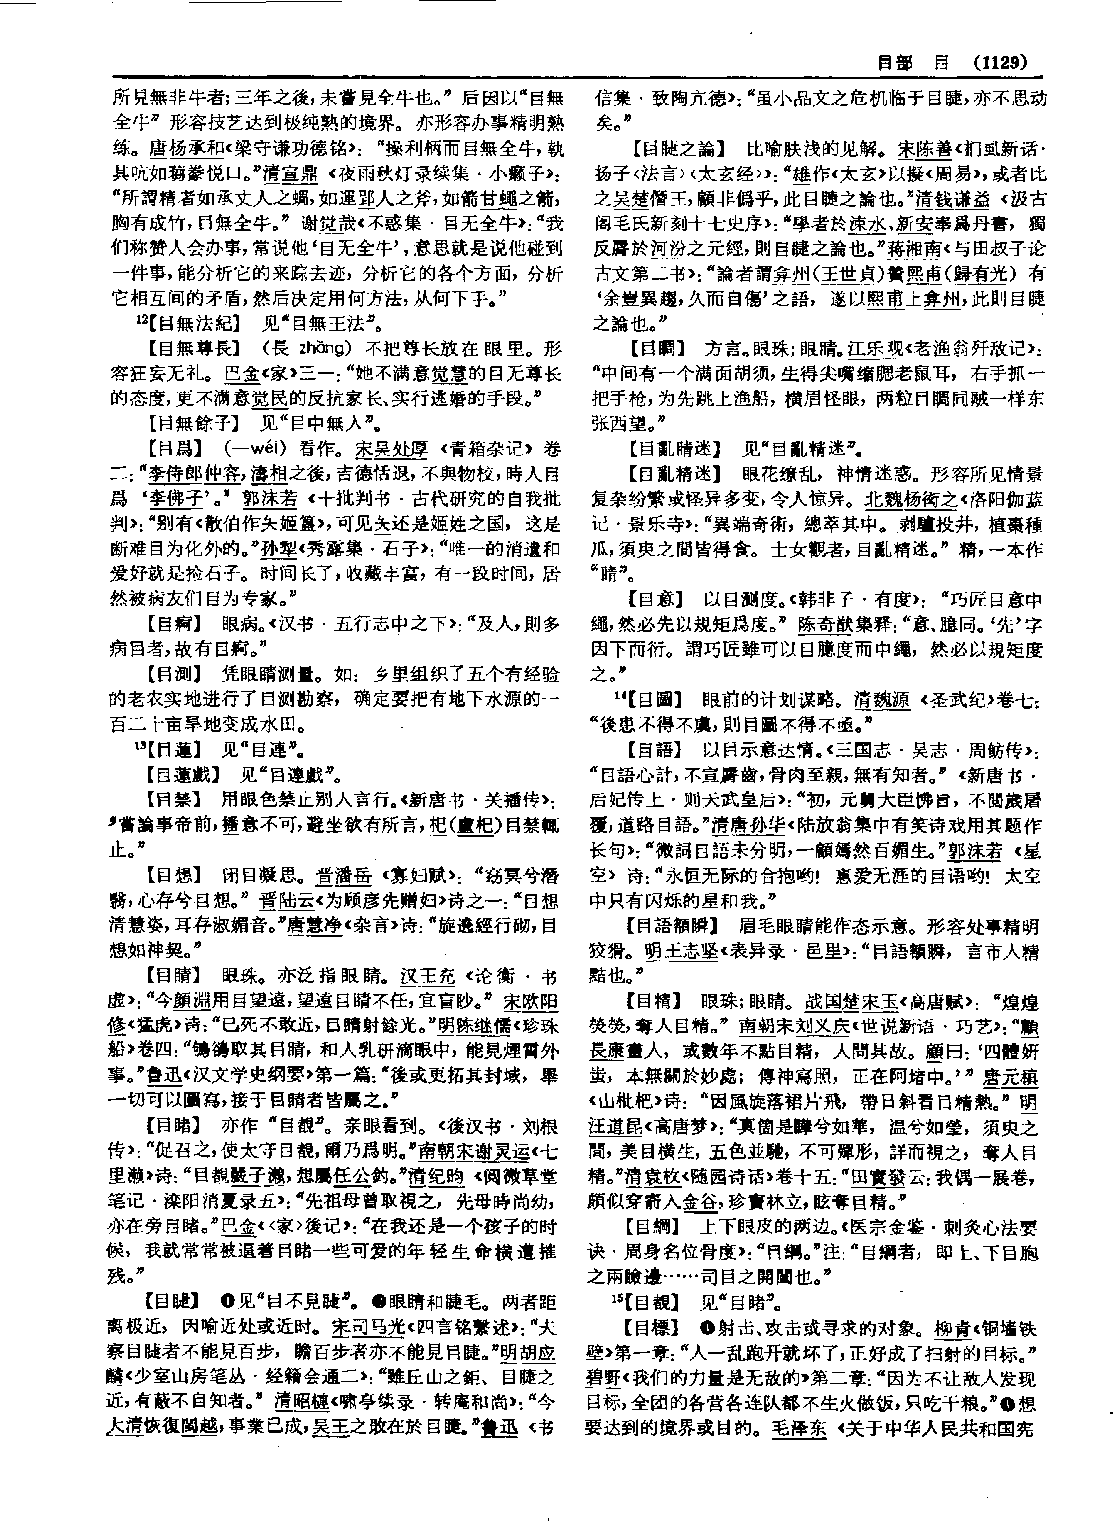 目部 目 (1129)
所見無非牛者;三年之後,未嘗見全牛也。”后因以“目無
全牛”形容技艺达到极纯熟的境界。亦形容办事精明熟
练。唐杨承和《梁守谦功德铭》:“操利柄而目無全牛,執
其吭如芻豢悦口。”清宣鼎《夜雨秋灯录续集·小癞子》:
“所謂精者如承丈人之蜩,如運郢人之斧,如箭甘蠅之箭,
胸有成竹,目無全牛。”谢觉哉《不惑集·目无全牛》:“我
们称赞人会办事,常说他‘目无全牛’,意思就是说他碰到
一件事,能分析它的来踪去迹,分析它的各个方面,分析
它相互间的矛盾,然后决定用何方法,从何下手。”
12【目無法紀】 见“目無王法”。
【目無尊長】 (長 zhǎng)不把尊长放在眼里。形
容狂妄无礼。巴金《家》三一:“她不满意觉慧的目无尊长
的态度,更不满意觉民的反抗家长、实行逃婚的手段。”
【目無餘子】 见“目中無人”。
【目爲】 (—wéi)看作。宋吴处厚《青箱杂记》卷
二:“李侍郎仲容,濤相之後,吉德恬退,不與物校,時人目
爲‘李佛子’。”郭沫若《十批判书·古代研究的自我批
判》:“别有《散伯作夨姬簋》,可见夨还是姬姓之国,这是
断难目为化外的。”孙犁《秀露集·石子》:“唯一的消遣和
爱好就是捡石子。时间长了,收藏丰富,有一段时间,居
然被病友们目为专家。”
【目痾】 眼病。《汉书·五行志中之下》:“及人,則多
病目者,故有目痾。”
【目测】 凭眼睛测量。如:乡里组织了五个有经验
的老农实地进行了目测勘察,确定要把有地下水源的一
百二十亩旱地变成水田。
13【目蓮】 见“目連”。
【目蓮戲】 见“目連戲”。
【目禁】 用眼色禁止别人言行。《新唐书·关播传》:
“嘗論事帝前,播意不可,避坐欲有所言,杞(盧杞)目禁輒
止。”
【目想】 闭目凝思。晋潘岳《寡妇赋》:“窈冥兮潛
翳,心存兮目想。”晋陆云《为顾彦先赠妇》诗之一:“目想
清慧姿,耳存淑媚音。”唐慧净《杂言》诗:“旋遶經行砌,目
想如神契。”
【目睛】 眼珠。亦泛指眼睛。汉王充《论衡·书
虚》:“今顔淵用目望遠,望遠目睛不任,宜盲眇。”宋欧阳
修《猛虎》诗:“已死不敢近,目睛射餘光。”明陈继儒《珍珠
船》卷四:“鴝鵒取其目睛,和人乳研滴眼中,能見煙霄外
事。”鲁迅《汉文学史纲要》第一篇:“後或更拓其封域,舉
一切可以圖寫,接于目睛者皆屬之。”
【目睹】 亦作“目覩”。亲眼看到。《後汉书·刘根
传》:“促召之,使太守目覩,爾乃爲明。”南朝宋谢灵运《七
里濑》诗:“目覩嚴子瀨,想屬任公釣。”清纪昀《阅微草堂
笔记·滦阳消夏录五》:“先祖母曾取視之,先母時尚幼,
亦在旁目睹。”巴金《〈家〉後记》:“在我还是一个孩子的时
候,我就常常被逼着目睹一些可爱的年轻生命横遭摧
残。”
【目睫】 ❶见“目不見睫”。❷眼睛和睫毛。两者距
离极近,因喻近处或近时。宋司马光《四言铭繫述》:“夫
察目睫者不能見百步,瞻百步者亦不能見目睫。”明胡应
麟《少室山房笔丛·经籍会通二》:“雖丘山之鉅、目睫之
近,有蔽不自知者。”清昭槤《啸亭续录·转庵和尚》:“今
大清恢復閩越,事業已成,吴王之敗在於目睫。”鲁迅《书
信集·致陶亢德》:“虽小品文之危机临于目睫,亦不思动
矣。”
【目睫之論】 比喻肤浅的见解。宋陈善《扪虱新话·
扬子〈法言〉〈太玄经〉》:“雄作《太玄》以擬《周易》,或者比
之吴楚僭王,顧非僞乎,此目睫之論也。”清钱谦益《汲古
阁毛氏新刻十七史序》:“學者於涑水、新安奉爲丹書,獨
反脣於河汾之元經,則目睫之論也。”蒋湘南《与田叔子论
古文第二书》:“論者謂弇州(王世貞)贊熙甫(歸有光)有
‘余豈異趨,久而自傷’之語,遂以熙甫上弇州,此則目睫
之論也。”
【目睭】 方言。眼珠;眼睛。江乐观《老渔翁歼敌记》:
“中间有一个满面胡须,生得尖嘴缩腮老鼠耳,右手抓一
把手枪,为先跳上渔船,横眉怪眼,两粒目睭同贼一样东
张西望。”
【目亂睛迷】 见“目亂精迷”。
【目亂精迷】 眼花缭乱,神情迷惑。形容所见情景
复杂纷繁或怪异多变,令人惊异。北魏杨衒之《洛阳伽蓝
记·景乐寺》:“異端奇術,總萃其中。剥驢投井,植棗種
瓜,須臾之間皆得食。士女觀者,目亂精迷。”精,一本作
“睛”。
【目意】 以目测度。《韩非子·有度》:“巧匠目意中
繩,然必先以規矩爲度。”陈奇猷集释:“意、臆同。‘先’字
因下而衍。謂巧匠雖可以目臆度而中繩,然必以規矩度
之。”
14【目圖】 眼前的计划谋略。清魏源《圣武纪》卷七:
“後患不得不虞,則目圖不得不亟。”
【目語】 以目示意达情。《三国志·吴志·周鲂传》:
“目語心計,不宣脣齒,骨肉至親,無有知者。”《新唐书·
后妃传上·则天武皇后》:“初,元舅大臣怫旨,不閲歲屠
覆,道路目語。”清唐孙华《陆放翁集中有笑诗戏用其题作
长句》:“微詞目語未分明,一顧嫣然百媚生。”郭沫若《星
空》诗:“永恒无际的合抱哟!惠爱无涯的目语哟!太空
中只有闪烁的星和我。”
【目語額瞬】 眉毛眼睛能作态示意。形容处事精明
狡猾。明王志坚《表异录·邑里》:“目語額瞬,言市人精
黠也。”
【目精】 眼珠;眼睛。战国楚宋玉《高唐赋》:“煌煌
熒熒,奪人目精。”南朝宋刘义庆《世说新语·巧艺》:“顧
長康畫人,或數年不點目精,人問其故。顧曰:‘四體妍
蚩,本無關於妙處;傳神寫照,正在阿堵中。’”唐元稹
《山枇杷》诗:“因風旋落裙片飛,帶日斜看目精熱。”明
汪道昆《高唐梦》:“真箇是曄兮如華,温兮如瑩,須臾之
間,美目横生,五色並馳,不可殫形,詳而視之,奪人目
精。”清袁枚《随园诗话》卷十五:“田實發云:我偶一展卷,
頗似穿窬入金谷,珍寶林立,眩奪目精。”
【目綱】 上下眼皮的两边。《医宗金鉴·刺灸心法要
诀·周身名位骨度》:“目綱。”注:“目綱者,即上、下目胞
之兩瞼邊……司目之開闔也。”
15【目覩】 见“目睹”。
【目標】 ❶射击、攻击或寻求的对象。柳青《铜墙铁
壁》第一章:“人一乱跑开就坏了,正好成了扫射的目标。”
碧野《我们的力量是无敌的》第二章:“因为不让敌人发现
目标,全团的各营各连队都不生火做饭,只吃干粮。”❷想
要达到的境界或目的。毛泽东《关于中华人民共和国宪